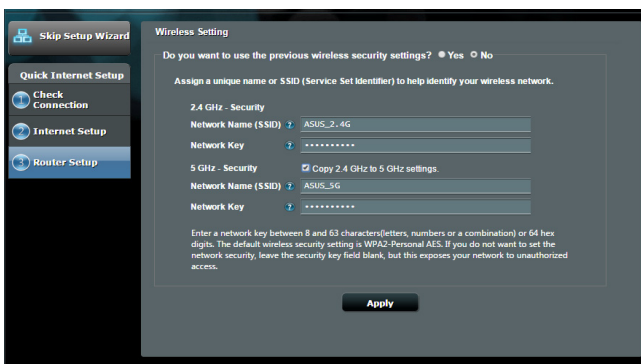 Skip Setup Wizard
Quick Internet Setup
1 Check
Connection
2 Internet Setup
3 Router Setup
Wireless Setting
Do you want to use the previous wireless security settings? Yes No
Assign a unique name or SSID (Service Set Identifier) to help identify your wireless network.
2.4 GHz - Security
Network Name (SSID) ? ASUS_2.4G
Network Key ? ••••••••••
5 GHz - Security Copy 2.4 GHz to 5 GHz settings.
Network Name (SSID) ? ASUS_5G
Network Key ? ••••••••••
Enter a network key between 8 and 63 characters(letters, numbers or a combination) or 64 hex
digits. The default wireless security setting is WPA2-Personal AES. If you do not want to set the
network security, leave the security key field blank, but this exposes your network to unauthorized
access.
Apply